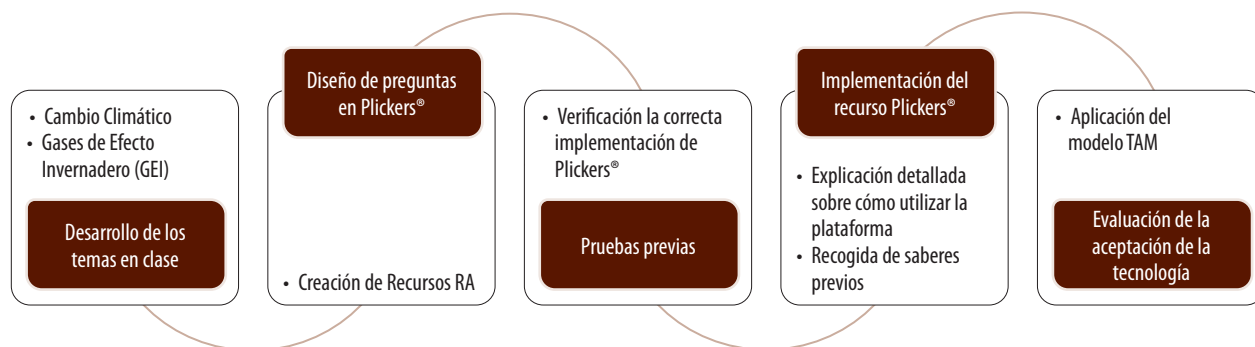 • Cambio Climático
• Gases de Efecto
Invernadero (GEI)
Desarrollo de los
temas en clase
Diseño de preguntas
en Plickers®
• Creación de Recursos RA
• Verificación la correcta
implementación de
Plickers®
Pruebas previas
Implementación del
recurso Plickers®
• Explicación detallada
sobre cómo utilizar la
plataforma
• Recogida de saberes
previos
• Aplicación del
modelo TAM
Evaluación de la
aceptación de la
tecnología